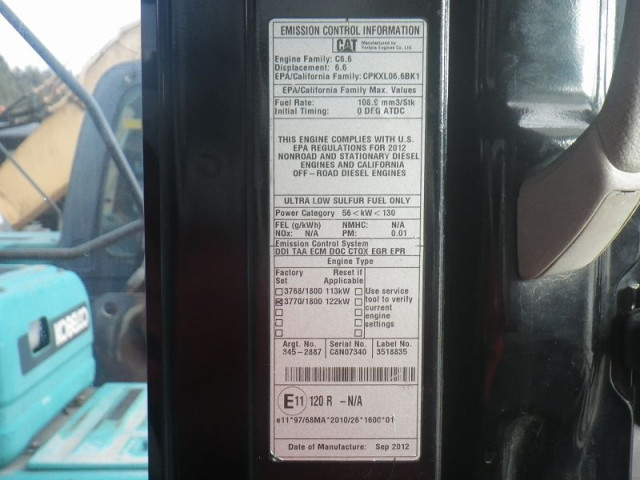 EMISSION CONTROL INFORMATION
CAT Manufactured by Perkins Engines Co. Ltd.
Engine Family: C6.6
Displacement: 6.6
EPA/California Family: CPKXL06.6BK1
EPA/California Family Max. Values
Fuel Rate: 108.9 mm3/Stk
Initial Timing: 0 DEG ATDC
THIS ENGINE COMPLIES WITH U.S.
EPA REGULATIONS FOR 2012
NONROAD AND STATIONARY DIESEL
ENGINES AND CALIFORNIA
OFF-ROAD DIESEL ENGINES
ULTRA LOW SULFUR FUEL ONLY
Power Category 56<kW<130
FEL (g/kWh) NMHC: N/A
NOx: N/A PM: 0.01
Emission Control System
DDI TAA ECM DOC CTOX EGR EPR
Engine Type
Factory Set Reset if Applicable
3768/1800 113kW
3770/1800 122kW
Use service tool to verify current engine settings
Argt. No. Serial No. Label No.
345-2887 C8N07340 3518835
E11 120 R -N/A
e11*97/68MA*2010/26*1600*01
Date of Manufacture: Sep 2012
KOBELCO